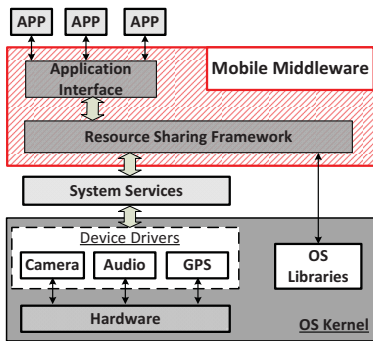 APP APP APP
Application
Interface
Mobile Middleware
Resource Sharing Framework
System Services
Device Drivers
Camera Audio GPS
OS
Libraries
Hardware
OS Kernel